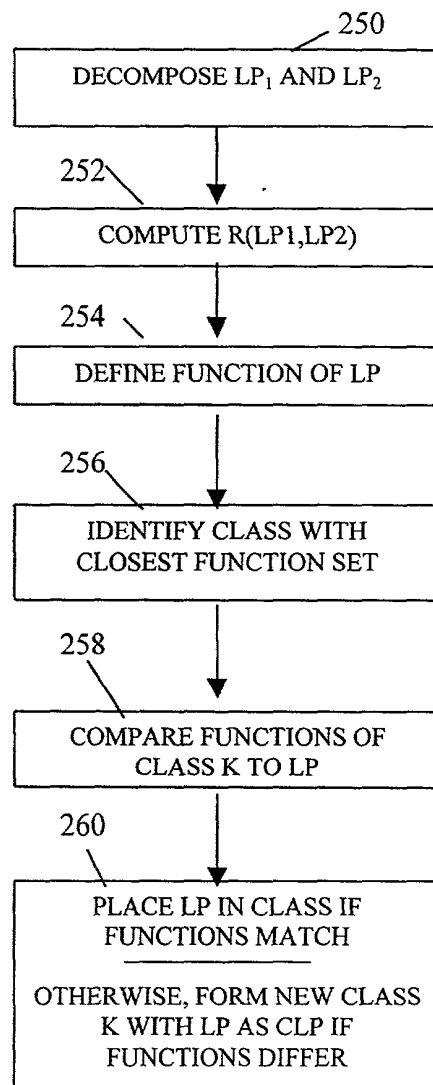 250
DECOMPOSE LP₁ AND LP₂
252
COMPUTE R(LP1,LP2)
254
DEFINE FUNCTION OF LP
256
IDENTIFY CLASS WITH
CLOSEST FUNCTION SET
258
COMPARE FUNCTIONS OF
CLASS K TO LP
260
PLACE LP IN CLASS IF
FUNCTIONS MATCH
OTHERWISE, FORM NEW CLASS
K WITH LP AS CLP IF
FUNCTIONS DIFFER